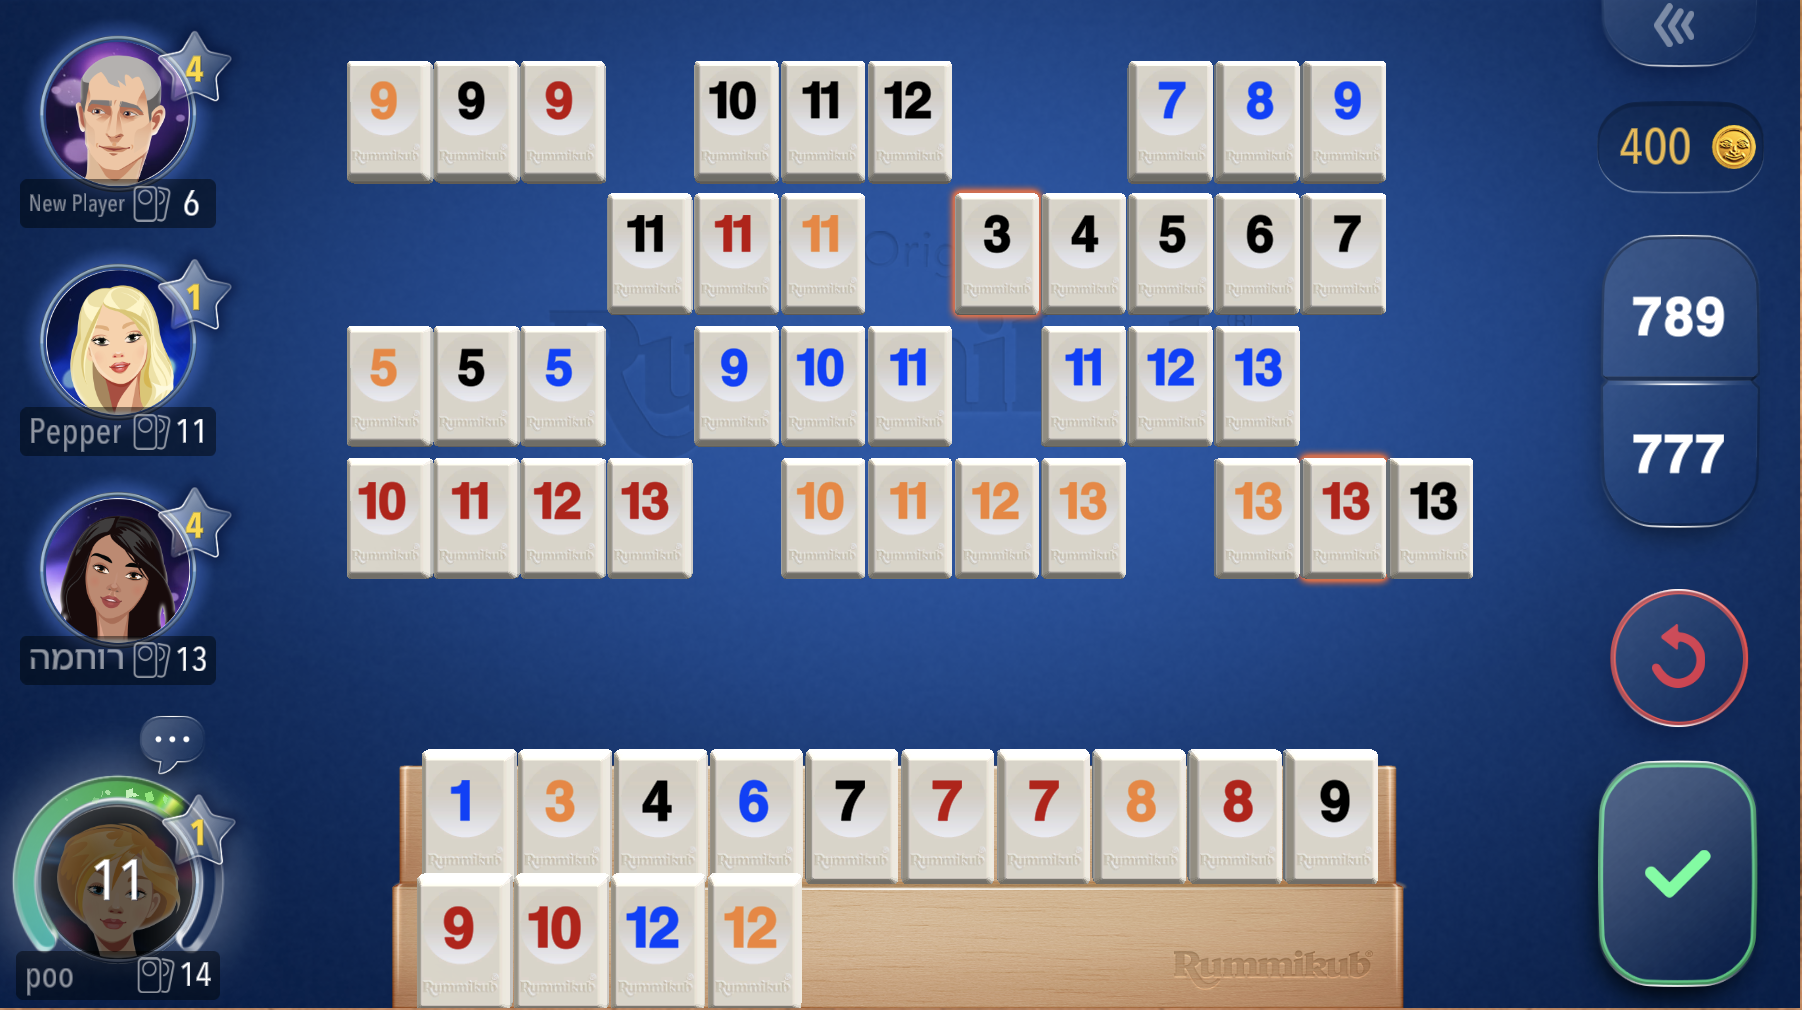 4
New Player 6
1
Pepper 11
4
רוחמה 13
11
1
poo 14
9 9 9 10 11 12 7 8 9
11 11 11 3 4 5 6 7
5 5 5 9 10 11 11 12 13
10 11 12 13 10 11 12 13 13 13 13
1 3 4 6 7 7 7 8 8 9
9 10 12 12
Rummikub
400
789
777